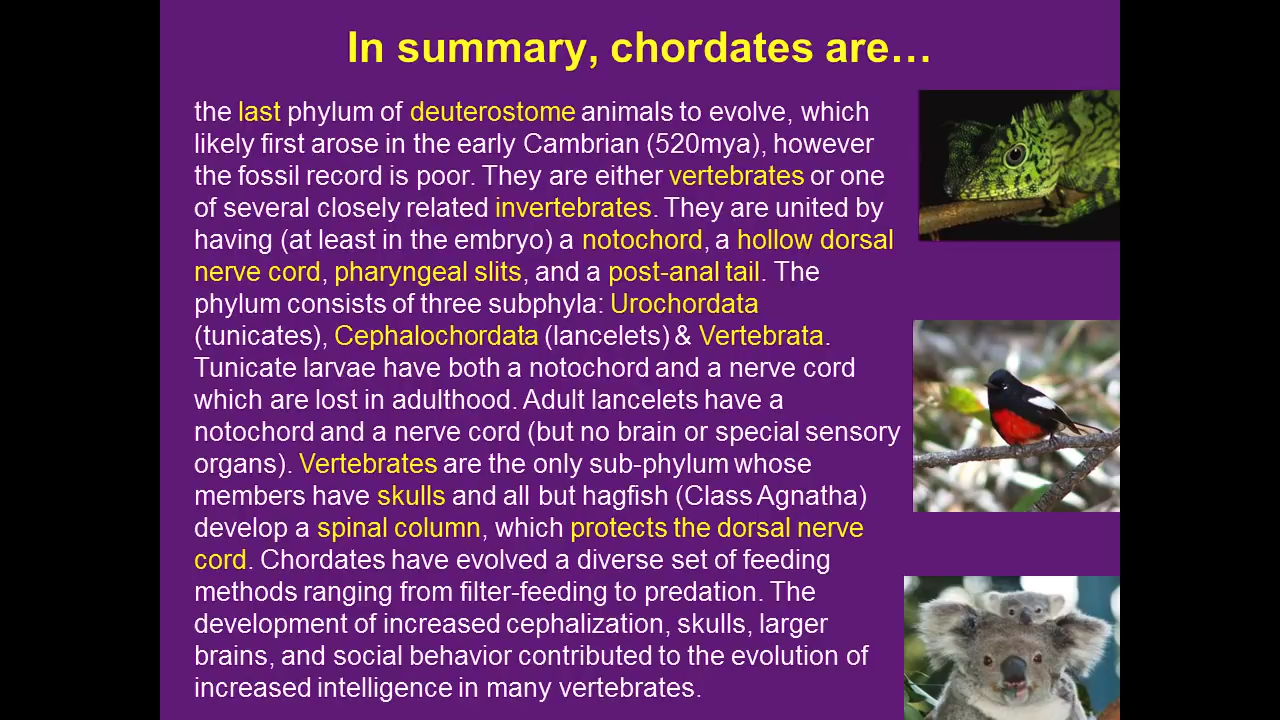 In summary, chordates are…
the last phylum of deuterostome animals to evolve, which
likely first arose in the early Cambrian (520mya), however
the fossil record is poor. They are either vertebrates or one
of several closely related invertebrates. They are united by
having (at least in the embryo) a notochord, a hollow dorsal
nerve cord, pharyngeal slits, and a post-anal tail. The
phylum consists of three subphyla: Urochordata
(tunicates), Cephalochordata (lancelets) & Vertebrata.
Tunicate larvae have both a notochord and a nerve cord
which are lost in adulthood. Adult lancelets have a
notochord and a nerve cord (but no brain or special sensory
organs). Vertebrates are the only sub-phylum whose
members have skulls and all but hagfish (Class Agnatha)
develop a spinal column, which protects the dorsal nerve
cord. Chordates have evolved a diverse set of feeding
methods ranging from filter-feeding to predation. The
development of increased cephalization, skulls, larger
brains, and social behavior contributed to the evolution of
increased intelligence in many vertebrates.